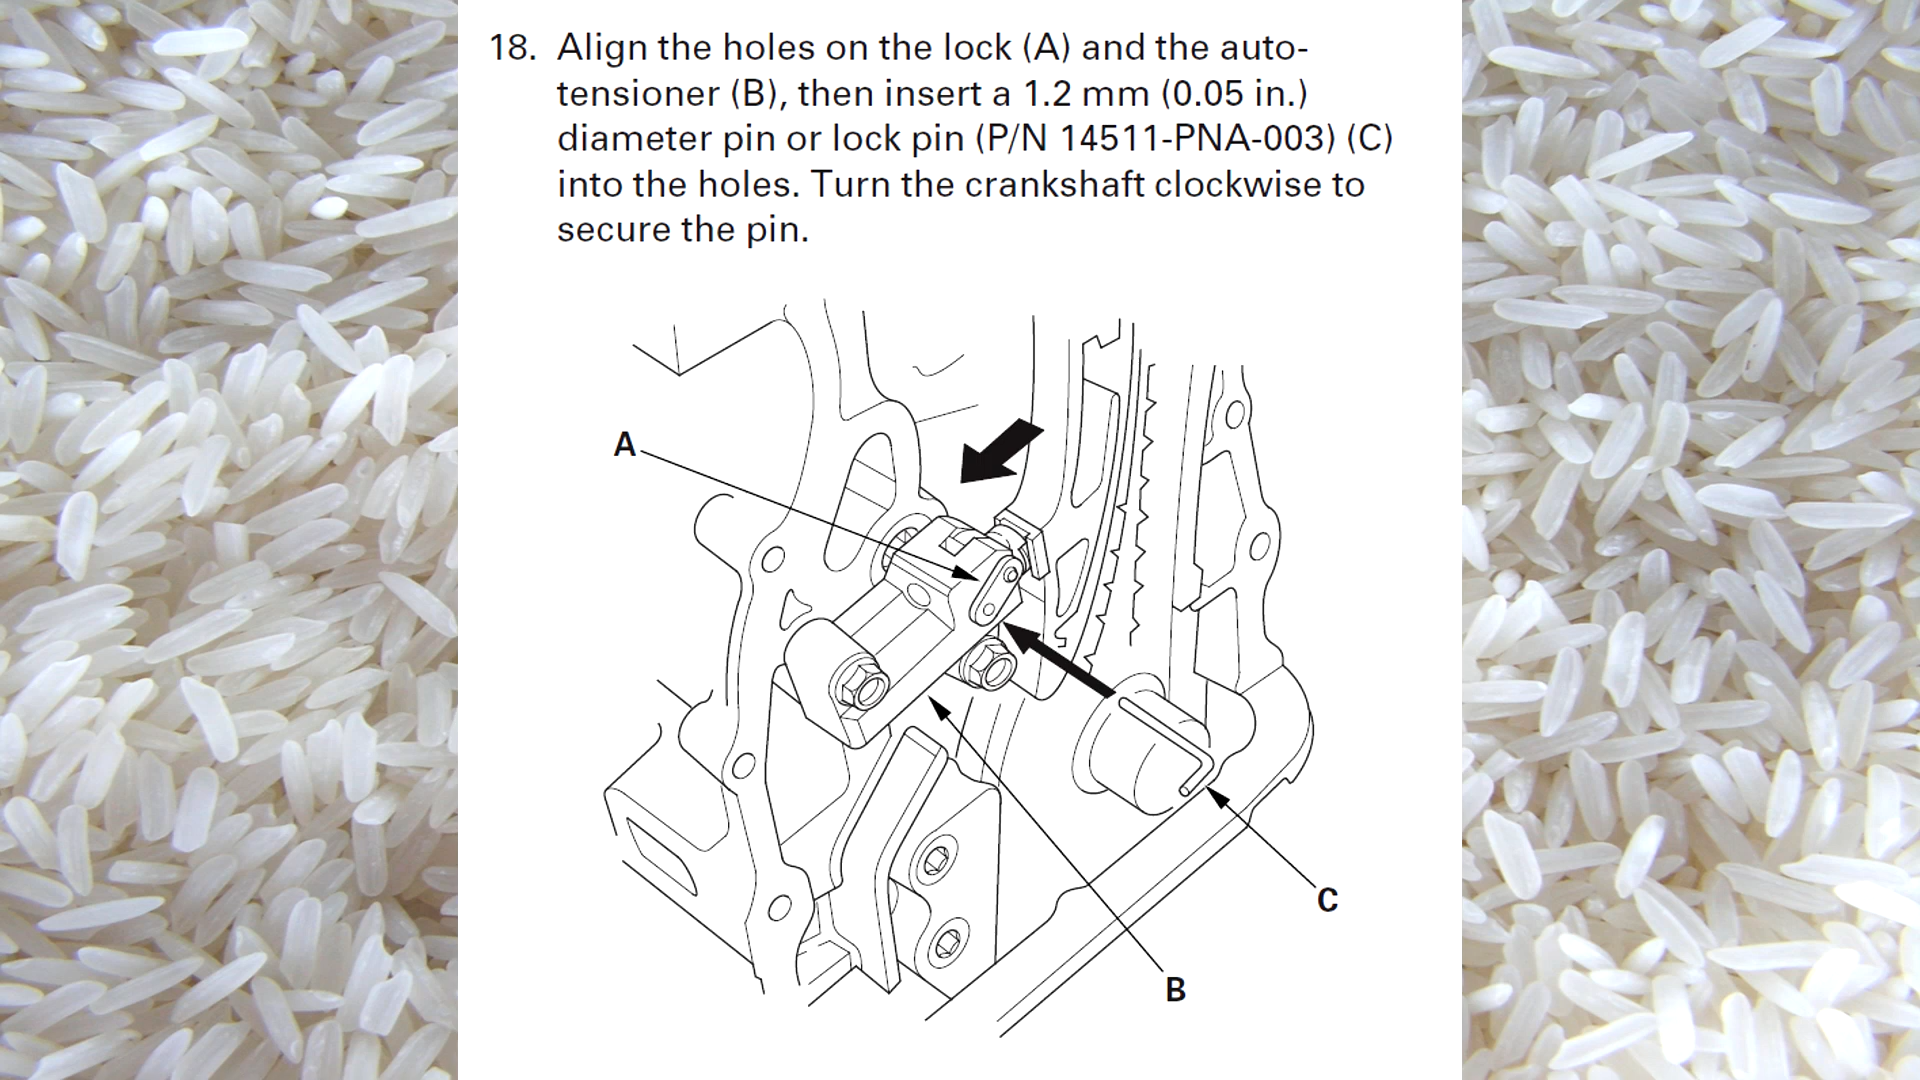 18. Align the holes on the lock (A) and the auto-
tensioner (B), then insert a 1.2 mm (0.05 in.)
diameter pin or lock pin (P/N 14511-PNA-003) (C)
into the holes. Turn the crankshaft clockwise to
secure the pin.
A
C
B